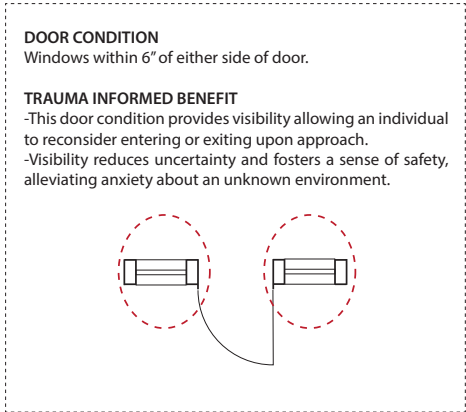 DOOR CONDITION
Windows within 6” of either side of door.
TRAUMA INFORMED BENEFIT
-This door condition provides visibility allowing an individual
to reconsider entering or exiting upon approach.
-Visibility reduces uncertainty and fosters a sense of safety,
alleviating anxiety about an unknown environment.